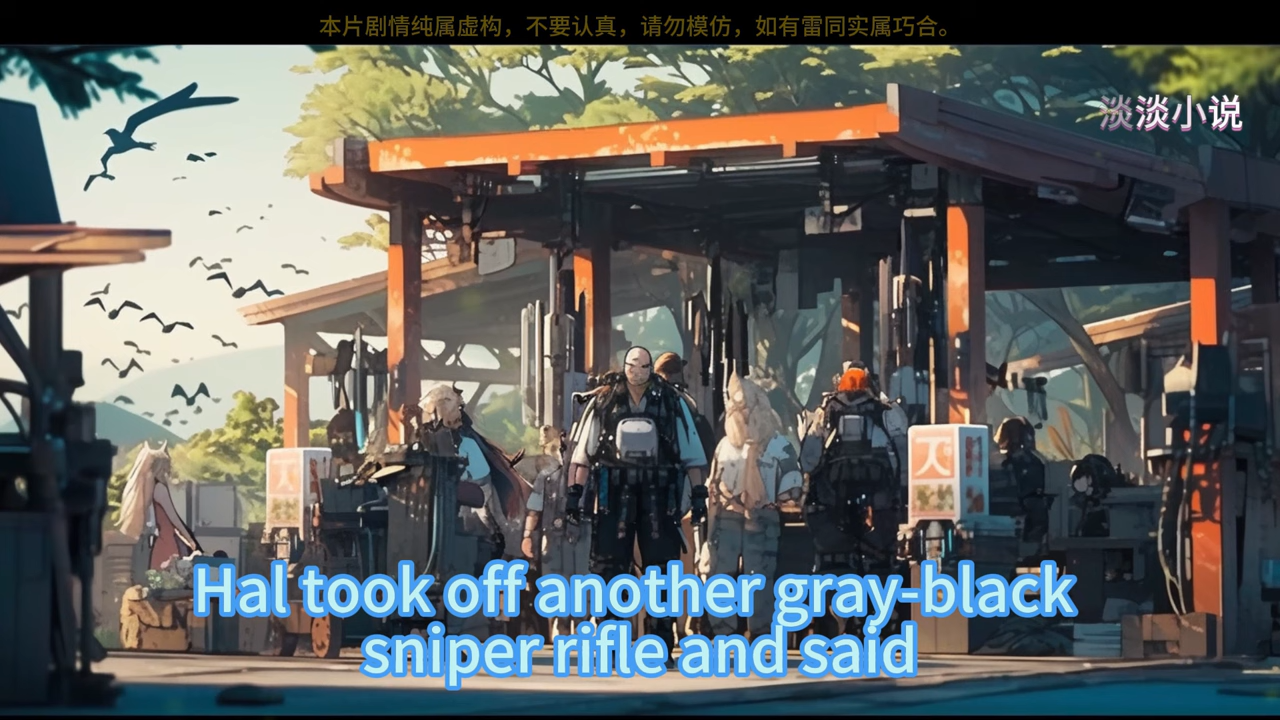 本片剧情纯属虚构，不要认真，请勿模仿，如有雷同实属巧合。
淡淡小说
Hal took off another gray-black
sniper rifle and said